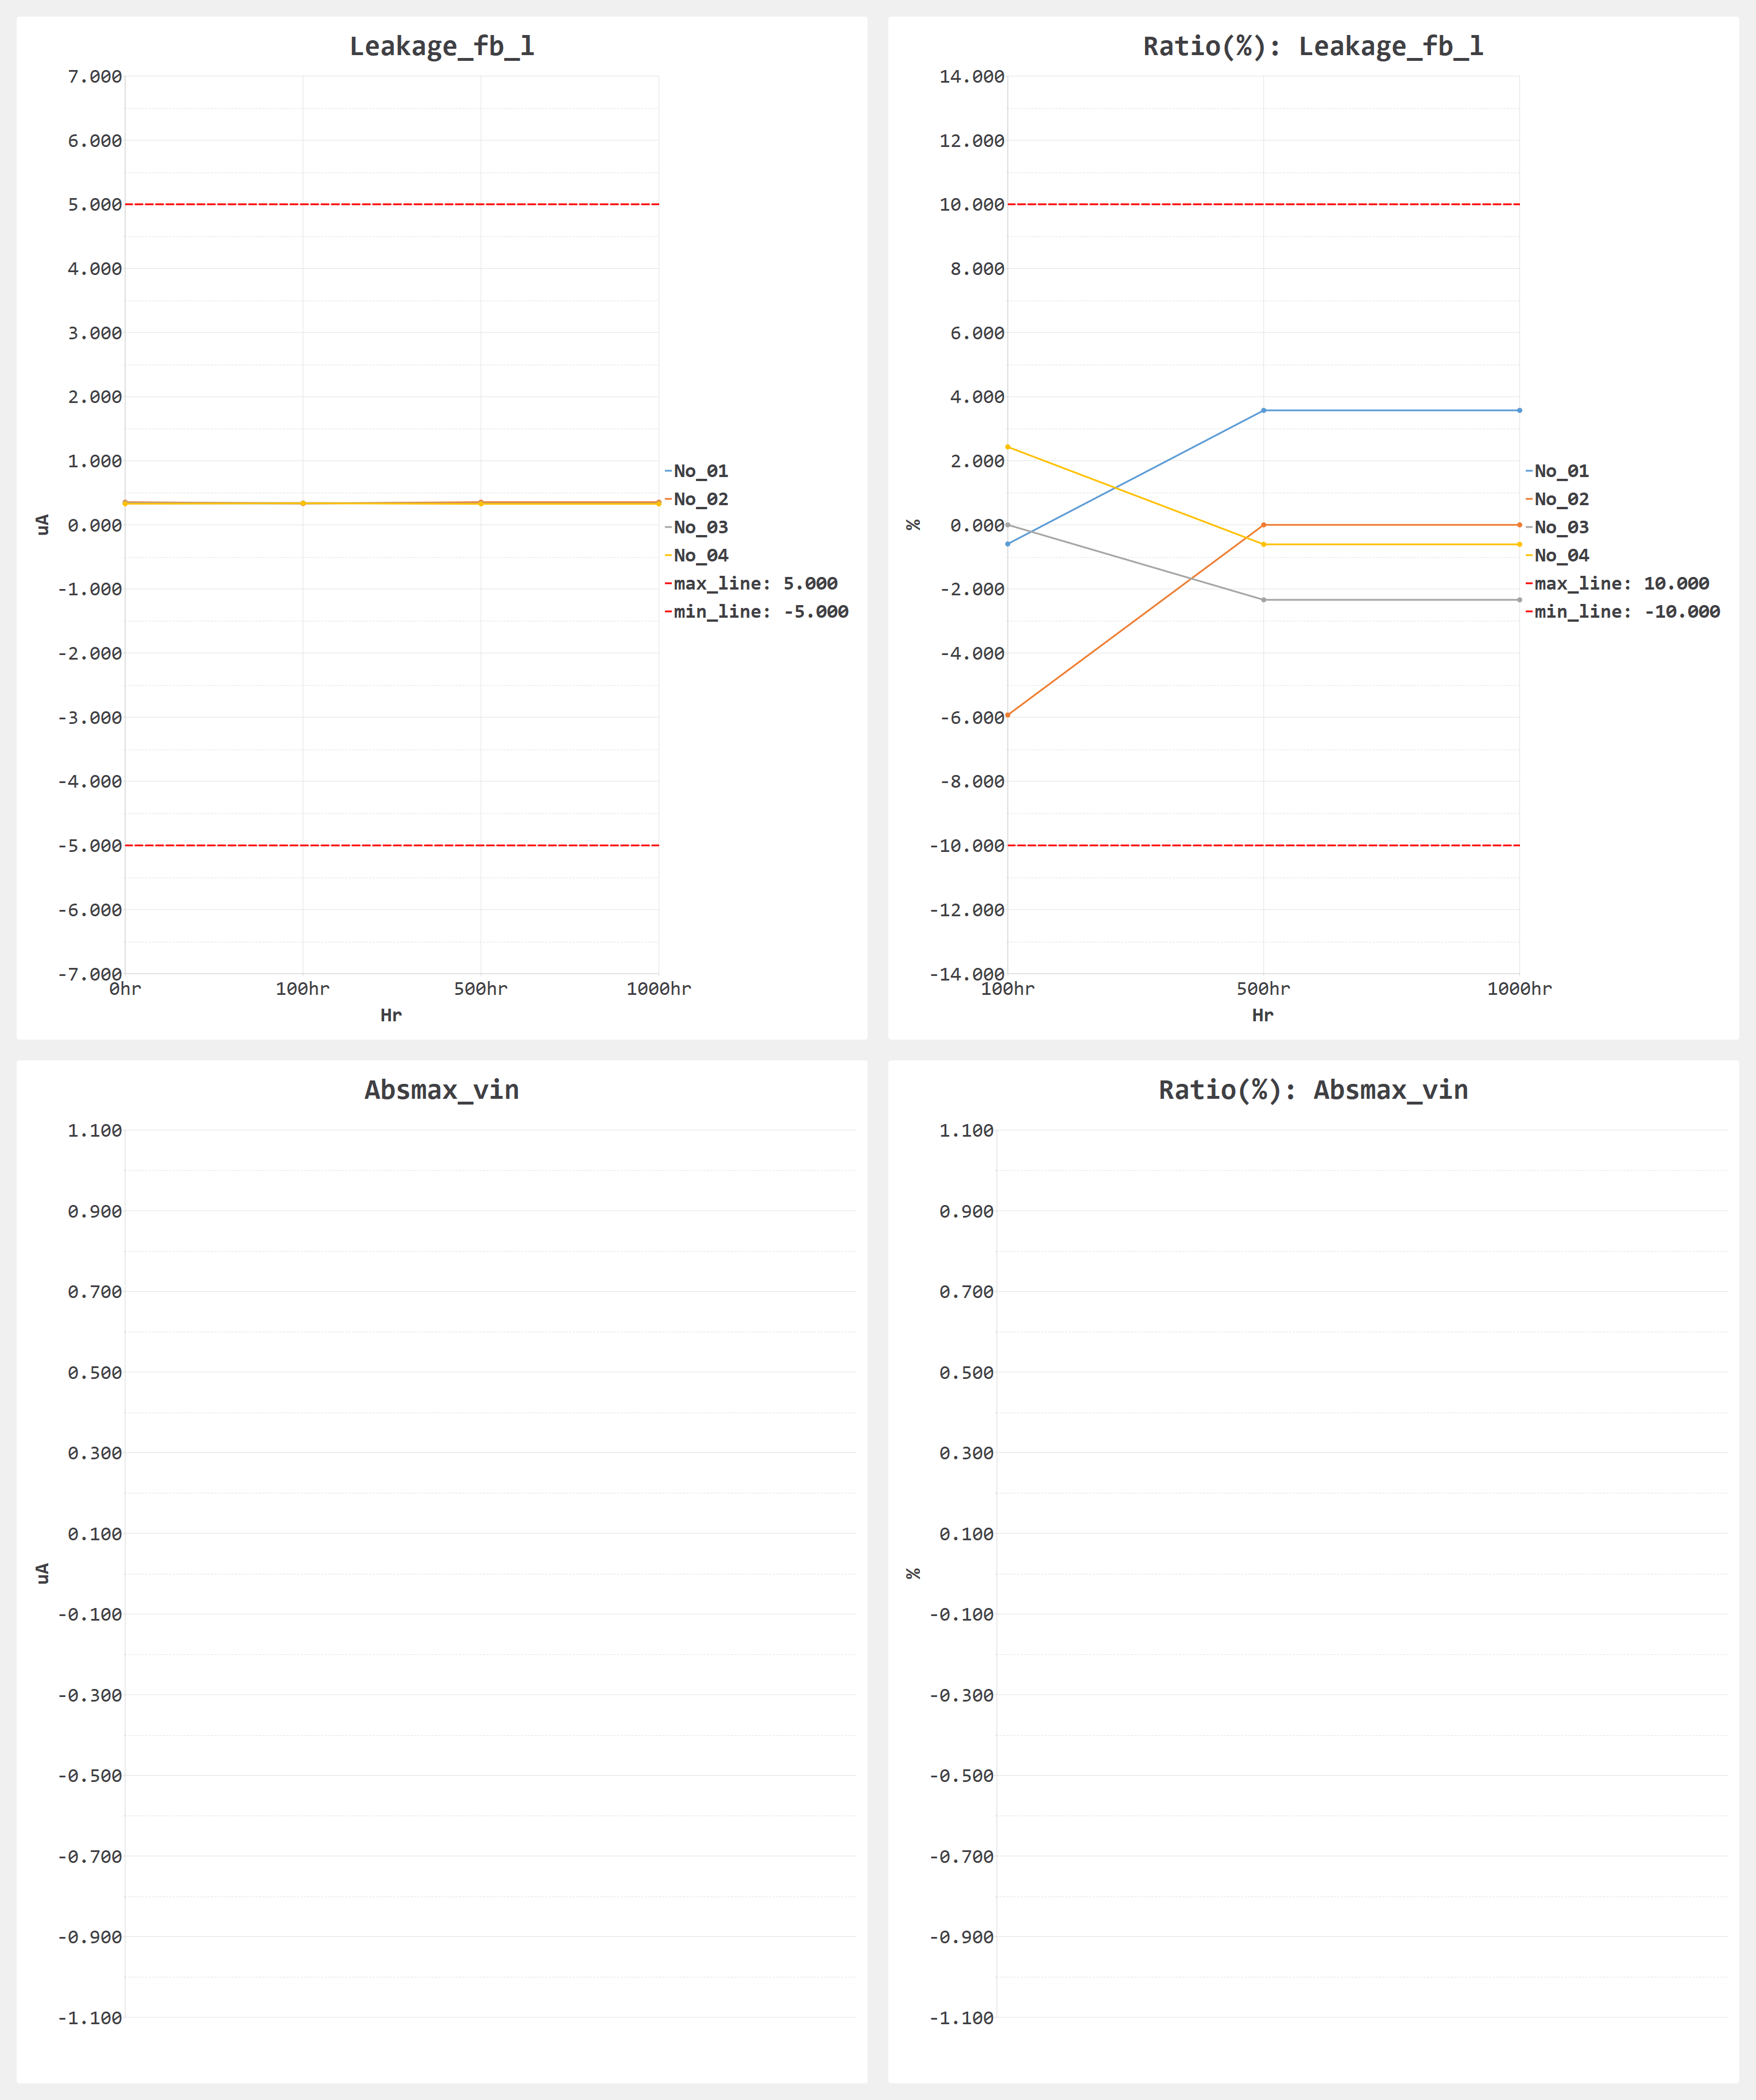 Leakage_fb_l
7.000
6.000
5.000
4.000
3.000
2.000
1.000
0.000
-1.000
-2.000
-3.000
-4.000
-5.000
-6.000
-7.000
uA
0hr 100hr 500hr 1000hr
Hr
No_01
No_02
No_03
No_04
max_line: 5.000
min_line: -5.000
Ratio(%): Leakage_fb_l
14.000
12.000
10.000
8.000
6.000
4.000
2.000
0.000
-2.000
-4.000
-6.000
-8.000
-10.000
-12.000
-14.000
%
100hr 500hr 1000hr
Hr
No_01
No_02
No_03
No_04
max_line: 10.000
min_line: -10.000
Absmax_vin
1.100
0.900
0.700
0.500
0.300
0.100
-0.100
-0.300
-0.500
-0.700
-0.900
-1.100
uA
Ratio(%): Absmax_vin
1.100
0.900
0.700
0.500
0.300
0.100
-0.100
-0.300
-0.500
-0.700
-0.900
-1.100
%